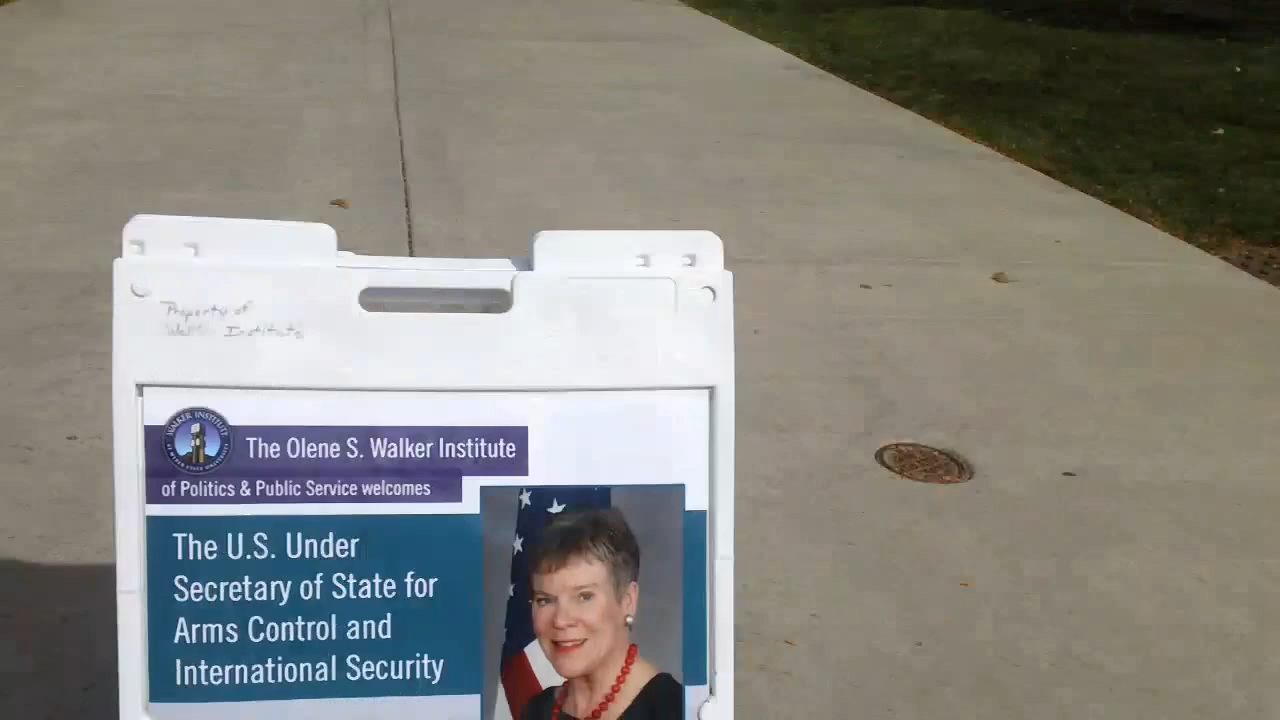 Property of
Institute
WALKER INSTITUTE
The Olene S. Walker Institute
of Politics & Public Service welcomes
The U.S. Under
Secretary of State for
Arms Control and
International Security